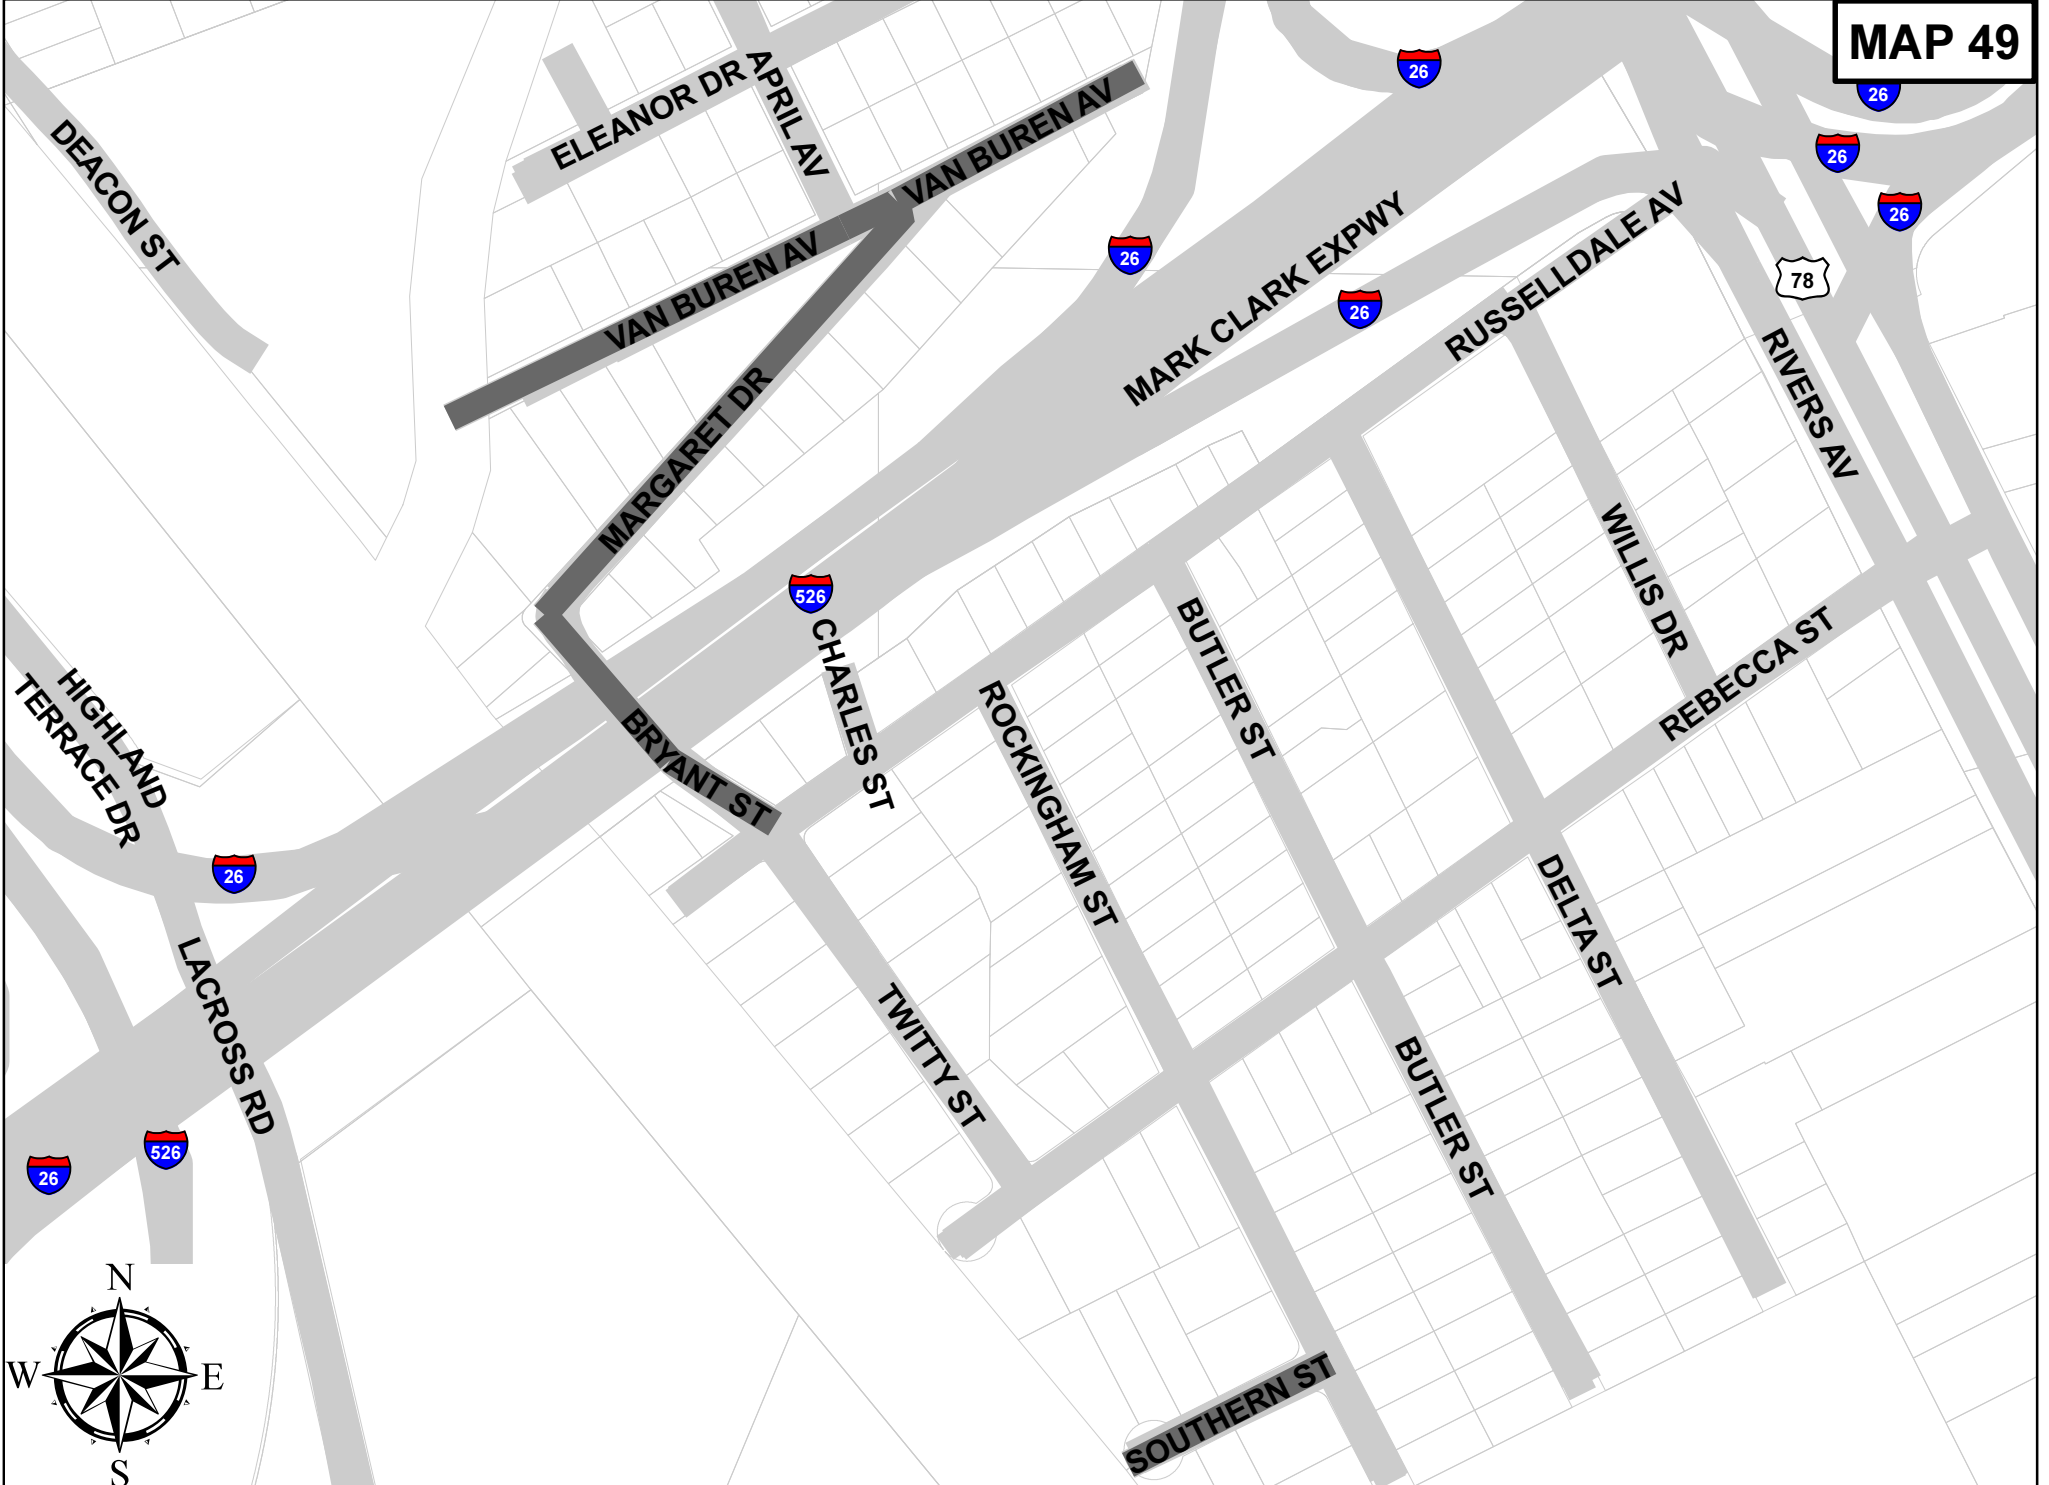 MAP 49
26
26
ELEANOR DR
APRIL AV
VAN BUREN AV
DEACON ST
26
26
26
MARK CLARK EXPWY
RUSSELLDALE AV
78
26
VAN BUREN AV
RIVERS AV
MARGARET DR
WILLIS DR
526
CHARLES ST
BUTLER ST
REBECCA ST
HIGHLAND
TERRACE DR
BRYANT ST
ROCKINGHAM ST
26
DELTA ST
LACROSS RD
TWITTY ST
BUTLER ST
526
26
N
W
E
S
SOUTHERN ST